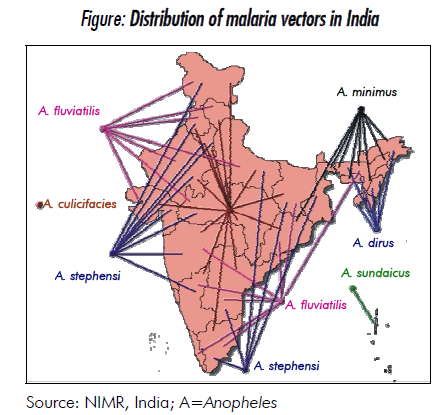 Figure: Distribution of malaria vectors in India
A. minimus
A. fluviatilis
A. culicifacies
A. dirus
A. stephensi
A. sundaicus
A. fluviatilis
A. stephensi
Source: NIMR, India; A=Anopheles